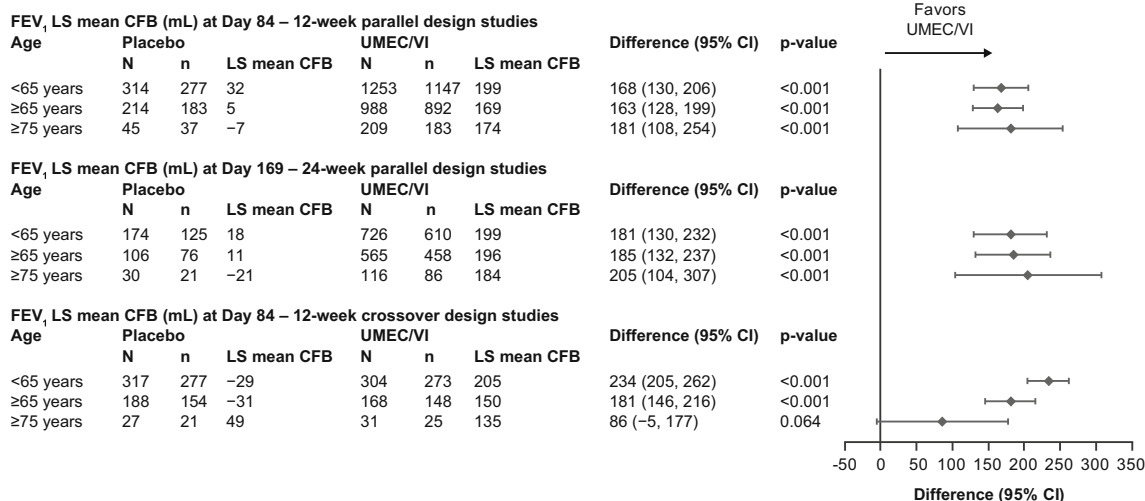 Favors
UMEC/VI
FEV1 LS mean CFB (mL) at Day 84 – 12-week parallel design studies
Age Placebo UMEC/VI Difference (95% CI) p-value
N n LS mean CFB N n LS mean CFB
<65 years 314 277 32 1253 1147 199 168 (130, 206) <0.001
≥65 years 214 183 5 988 892 169 163 (128, 199) <0.001
≥75 years 45 37 −7 209 183 174 181 (108, 254) <0.001
FEV1 LS mean CFB (mL) at Day 169 – 24-week parallel design studies
Age Placebo UMEC/VI Difference (95% CI) p-value
N n LS mean CFB N n LS mean CFB
<65 years 174 125 18 726 610 199 181 (130, 232) <0.001
≥65 years 106 76 11 565 458 196 185 (132, 237) <0.001
≥75 years 30 21 −21 116 86 184 205 (104, 307) <0.001
FEV1 LS mean CFB (mL) at Day 84 – 12-week crossover design studies
Age Placebo UMEC/VI Difference (95% CI) p-value
N n LS mean CFB N n LS mean CFB
<65 years 317 277 −29 304 273 205 234 (205, 262) <0.001
≥65 years 188 154 −31 168 148 150 181 (146, 216) <0.001
≥75 years 27 21 49 31 25 135 86 (−5, 177) 0.064
-50 0 50 100 150 200 250 300 350
Difference (95% CI)